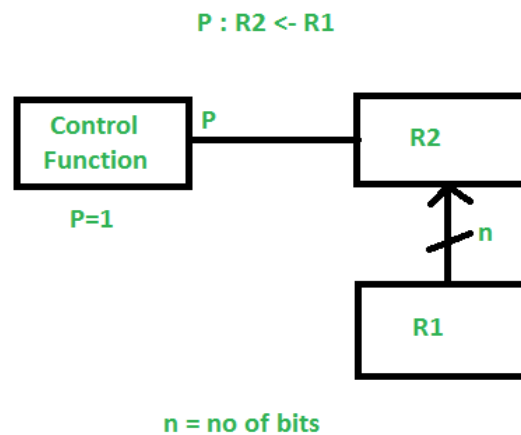 P : R2 <- R1
Control
Function
P
R2
P=1
n
R1
n = no of bits